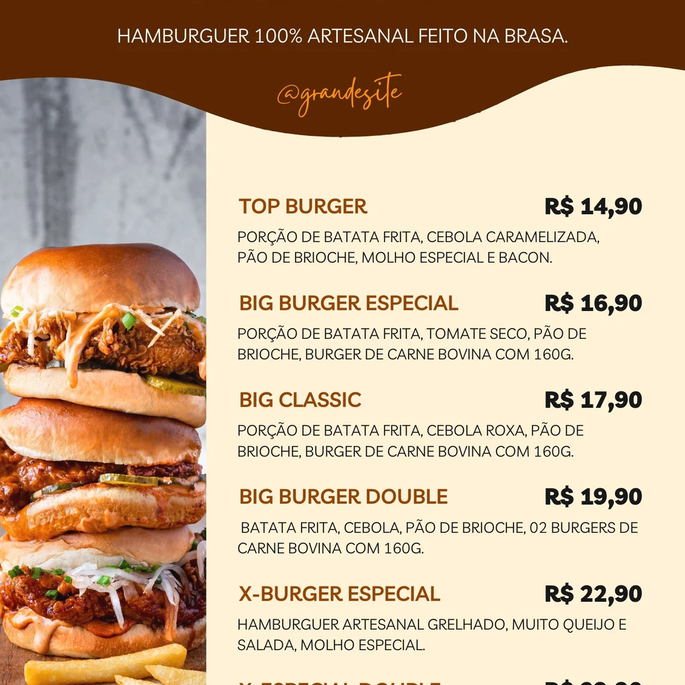 HAMBURGUER 100% ARTESANAL FEITO NA BRASA.
@grandesite
TOP BURGER R$ 14,90
PORÇÃO DE BATATA FRITA, CEBOLA CARAMELIZADA,
PÃO DE BRIOCHE, MOLHO ESPECIAL E BACON.
BIG BURGER ESPECIAL R$ 16,90
PORÇÃO DE BATATA FRITA, TOMATE SECO, PÃO DE
BRIOCHE, BURGER DE CARNE BOVINA COM 160G.
BIG CLASSIC R$ 17,90
PORÇÃO DE BATATA FRITA, CEBOLA ROXA, PÃO DE
BRIOCHE, BURGER DE CARNE BOVINA COM 160G.
BIG BURGER DOUBLE R$ 19,90
BATATA FRITA, CEBOLA, PÃO DE BRIOCHE, 02 BURGERS DE
CARNE BOVINA COM 160G.
X-BURGER ESPECIAL R$ 22,90
HAMBURGUER ARTESANAL GRELHADO, MUITO QUEIJO E
SALADA, MOLHO ESPECIAL.